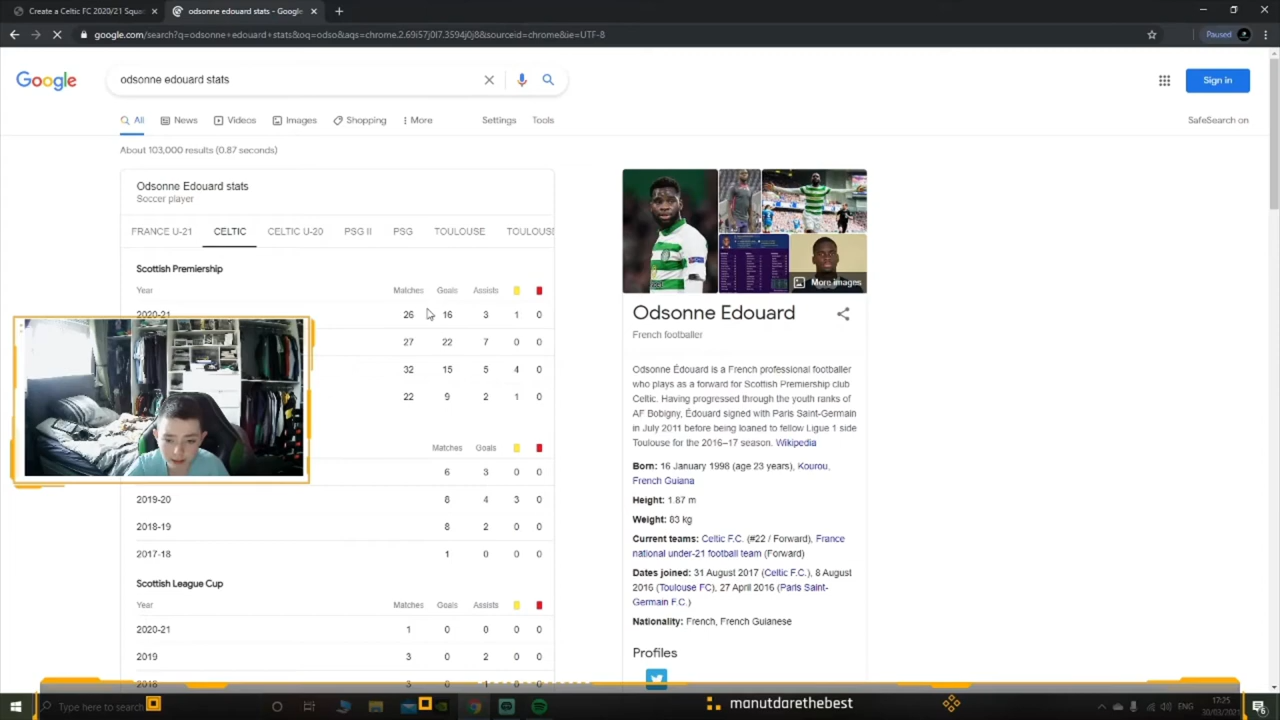 Create a Celtic FC 2020/21 Squa
odsonne edouard stats - Google
google.com/search?q=odsonne+edouard+stats&oq=odso&aqs=chrome.2.69i57j0l7.3594j0j8&sourceid=chrome&ie=UTF-8
Paused
Google
odsonne edouard stats
Sign in
All News Videos Images Shopping More Settings Tools
SafeSearch on
About 103,000 results (0.87 seconds)
Odsonne Edouard stats
Soccer player
FRANCE U-21 CELTIC CELTIC U-20 PSG II PSG TOULOUSE TOULOUS
Scottish Premiership
Year Matches Goals Assists
2020-21 26 16 3 1 0
27 22 7 0 0
32 15 5 4 0
22 9 2 1 0
Matches Goals
6 3 0 0
2019-20 8 4 3 0
2018-19 8 2 0 0
2017-18 1 0 0 0
Scottish League Cup
Year Matches Goals Assists
2020-21 1 0 0 0 0
2019 3 0 2 0 0
2018 3 0 1 0 0
More images
Odsonne Edouard
French footballer
Odsonne Édouard is a French professional footballer
who plays as a forward for Scottish Premiership club
Celtic. Having progressed through the youth ranks of
AF Bobigny, Édouard signed with Paris Saint-Germain
in July 2011 before being loaned to fellow Ligue 1 side
Toulouse for the 2016–17 season. Wikipedia
Born: 16 January 1998 (age 23 years), Kourou,
French Guiana
Height: 1.87 m
Weight: 83 kg
Current teams: Celtic F.C. (#22 / Forward), France
national under-21 football team (Forward)
Dates joined: 31 August 2017 (Celtic F.C.), 8 August
2016 (Toulouse FC), 27 April 2016 (Paris Saint-
Germain F.C.)
Nationality: French, French Guianese
Profiles
Type here to search
manutdarethebest
ENG
17:25
30/03/2021